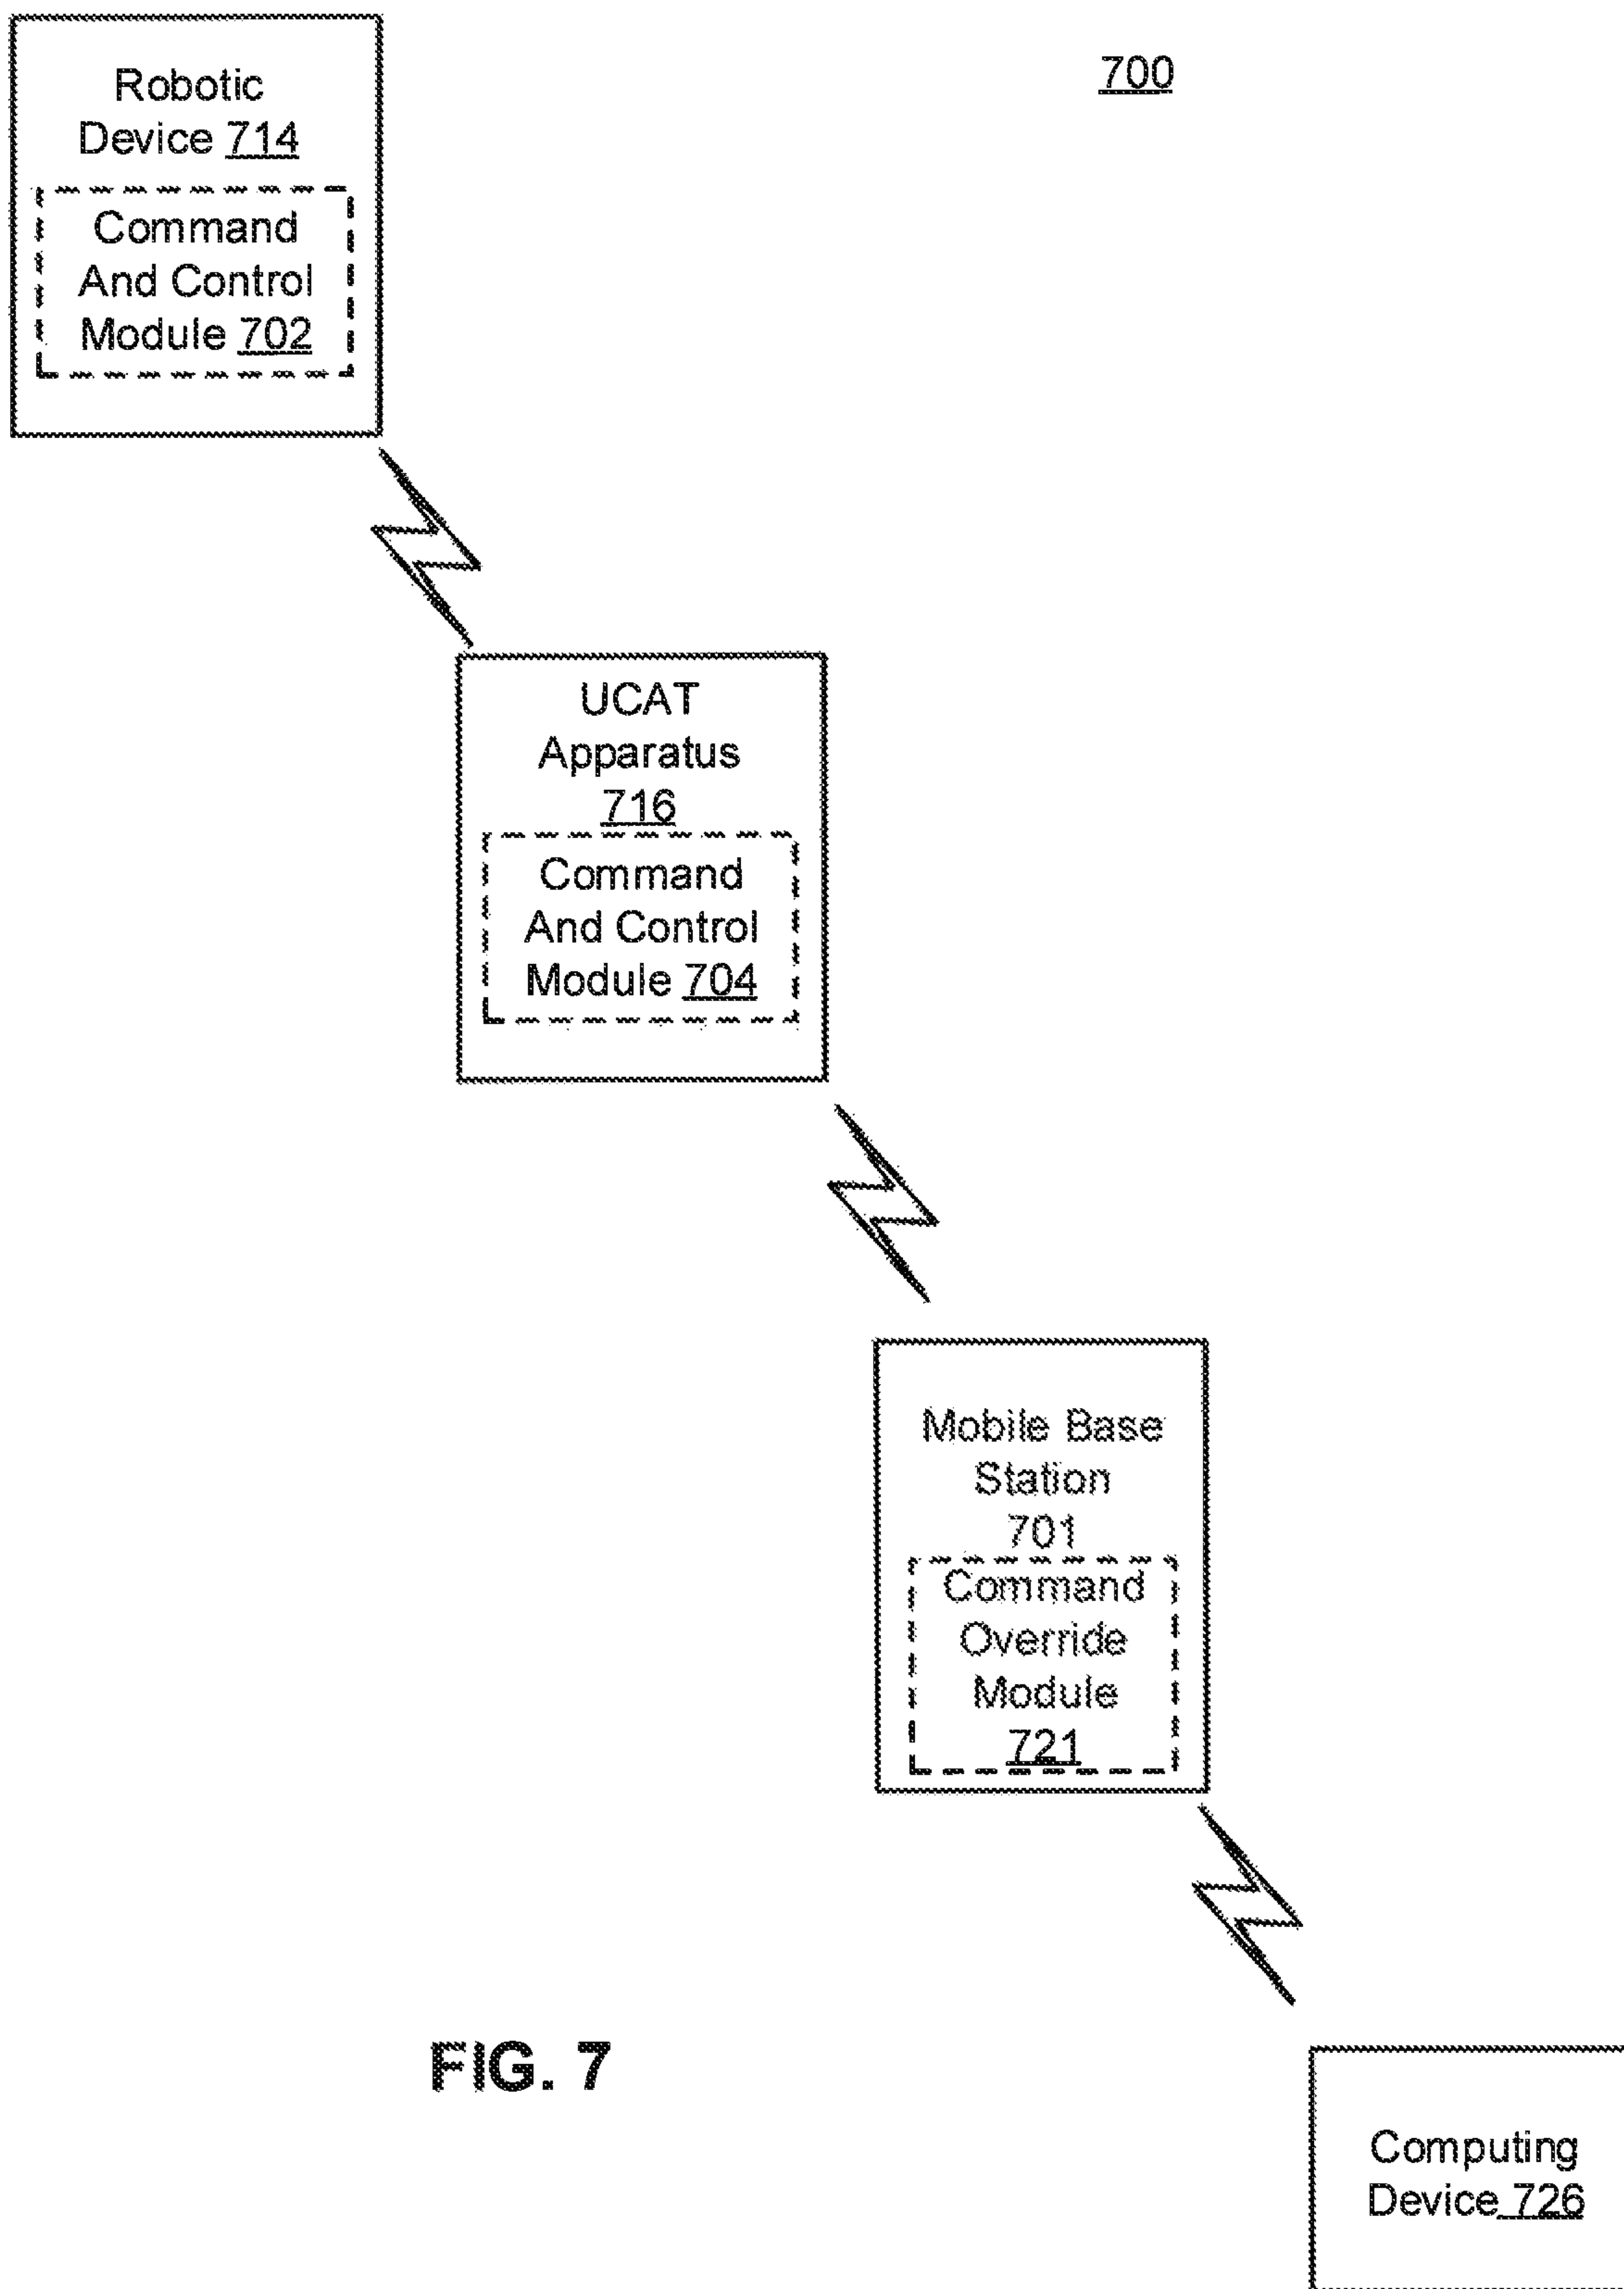 700
Robotic
Device 714
Command
And Control
Module 702
UCAT
Apparatus
716
Command
And Control
Module 704
Mobile Base
Station
701
Command
Override
Module
721
FIG. 7
Computing
Device 726